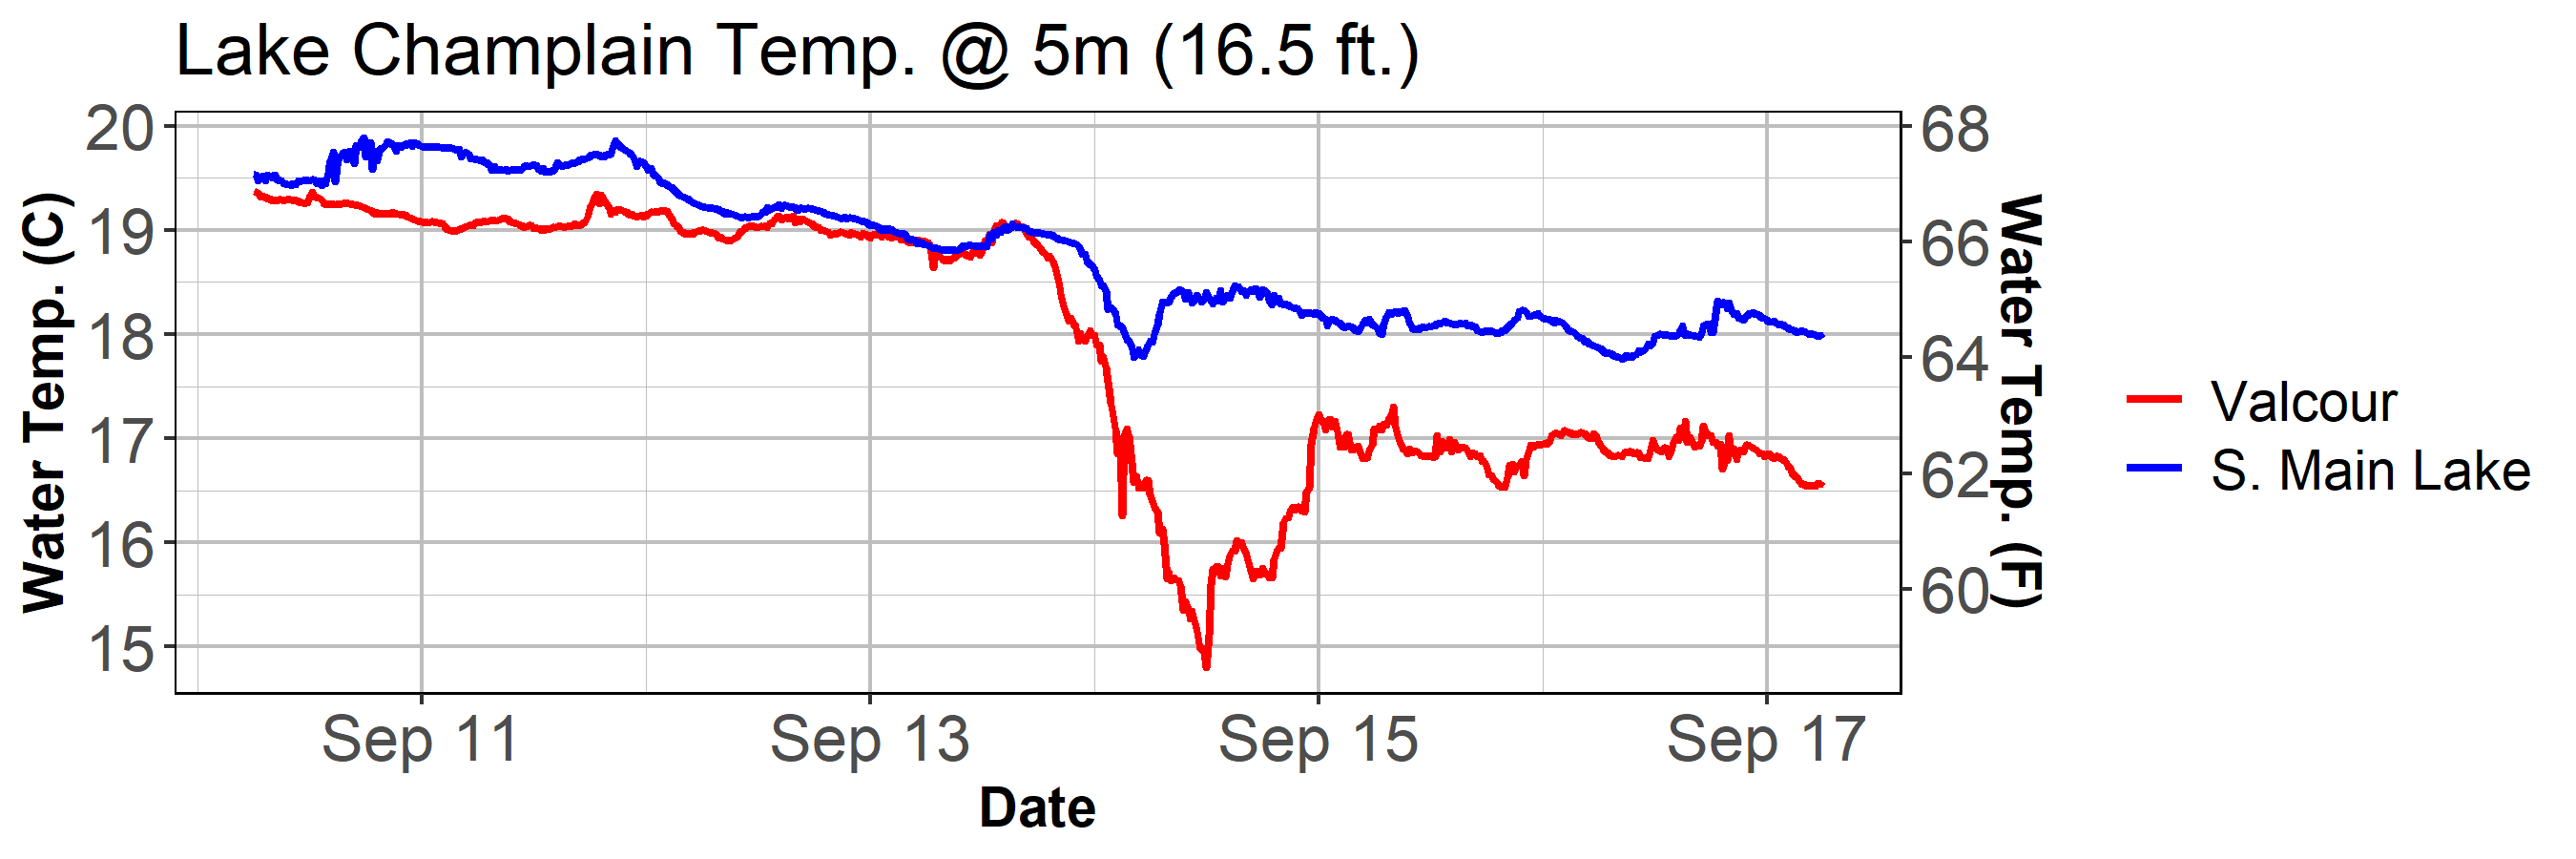 Lake Champlain Temp. @ 5m (16.5 ft.)
Water Temp. (C)
20
19
18
17
16
15
68
66
64
62
60
Water Temp. (F)
Sep 11
Sep 13
Sep 15
Sep 17
Date
Valcour
S. Main Lake